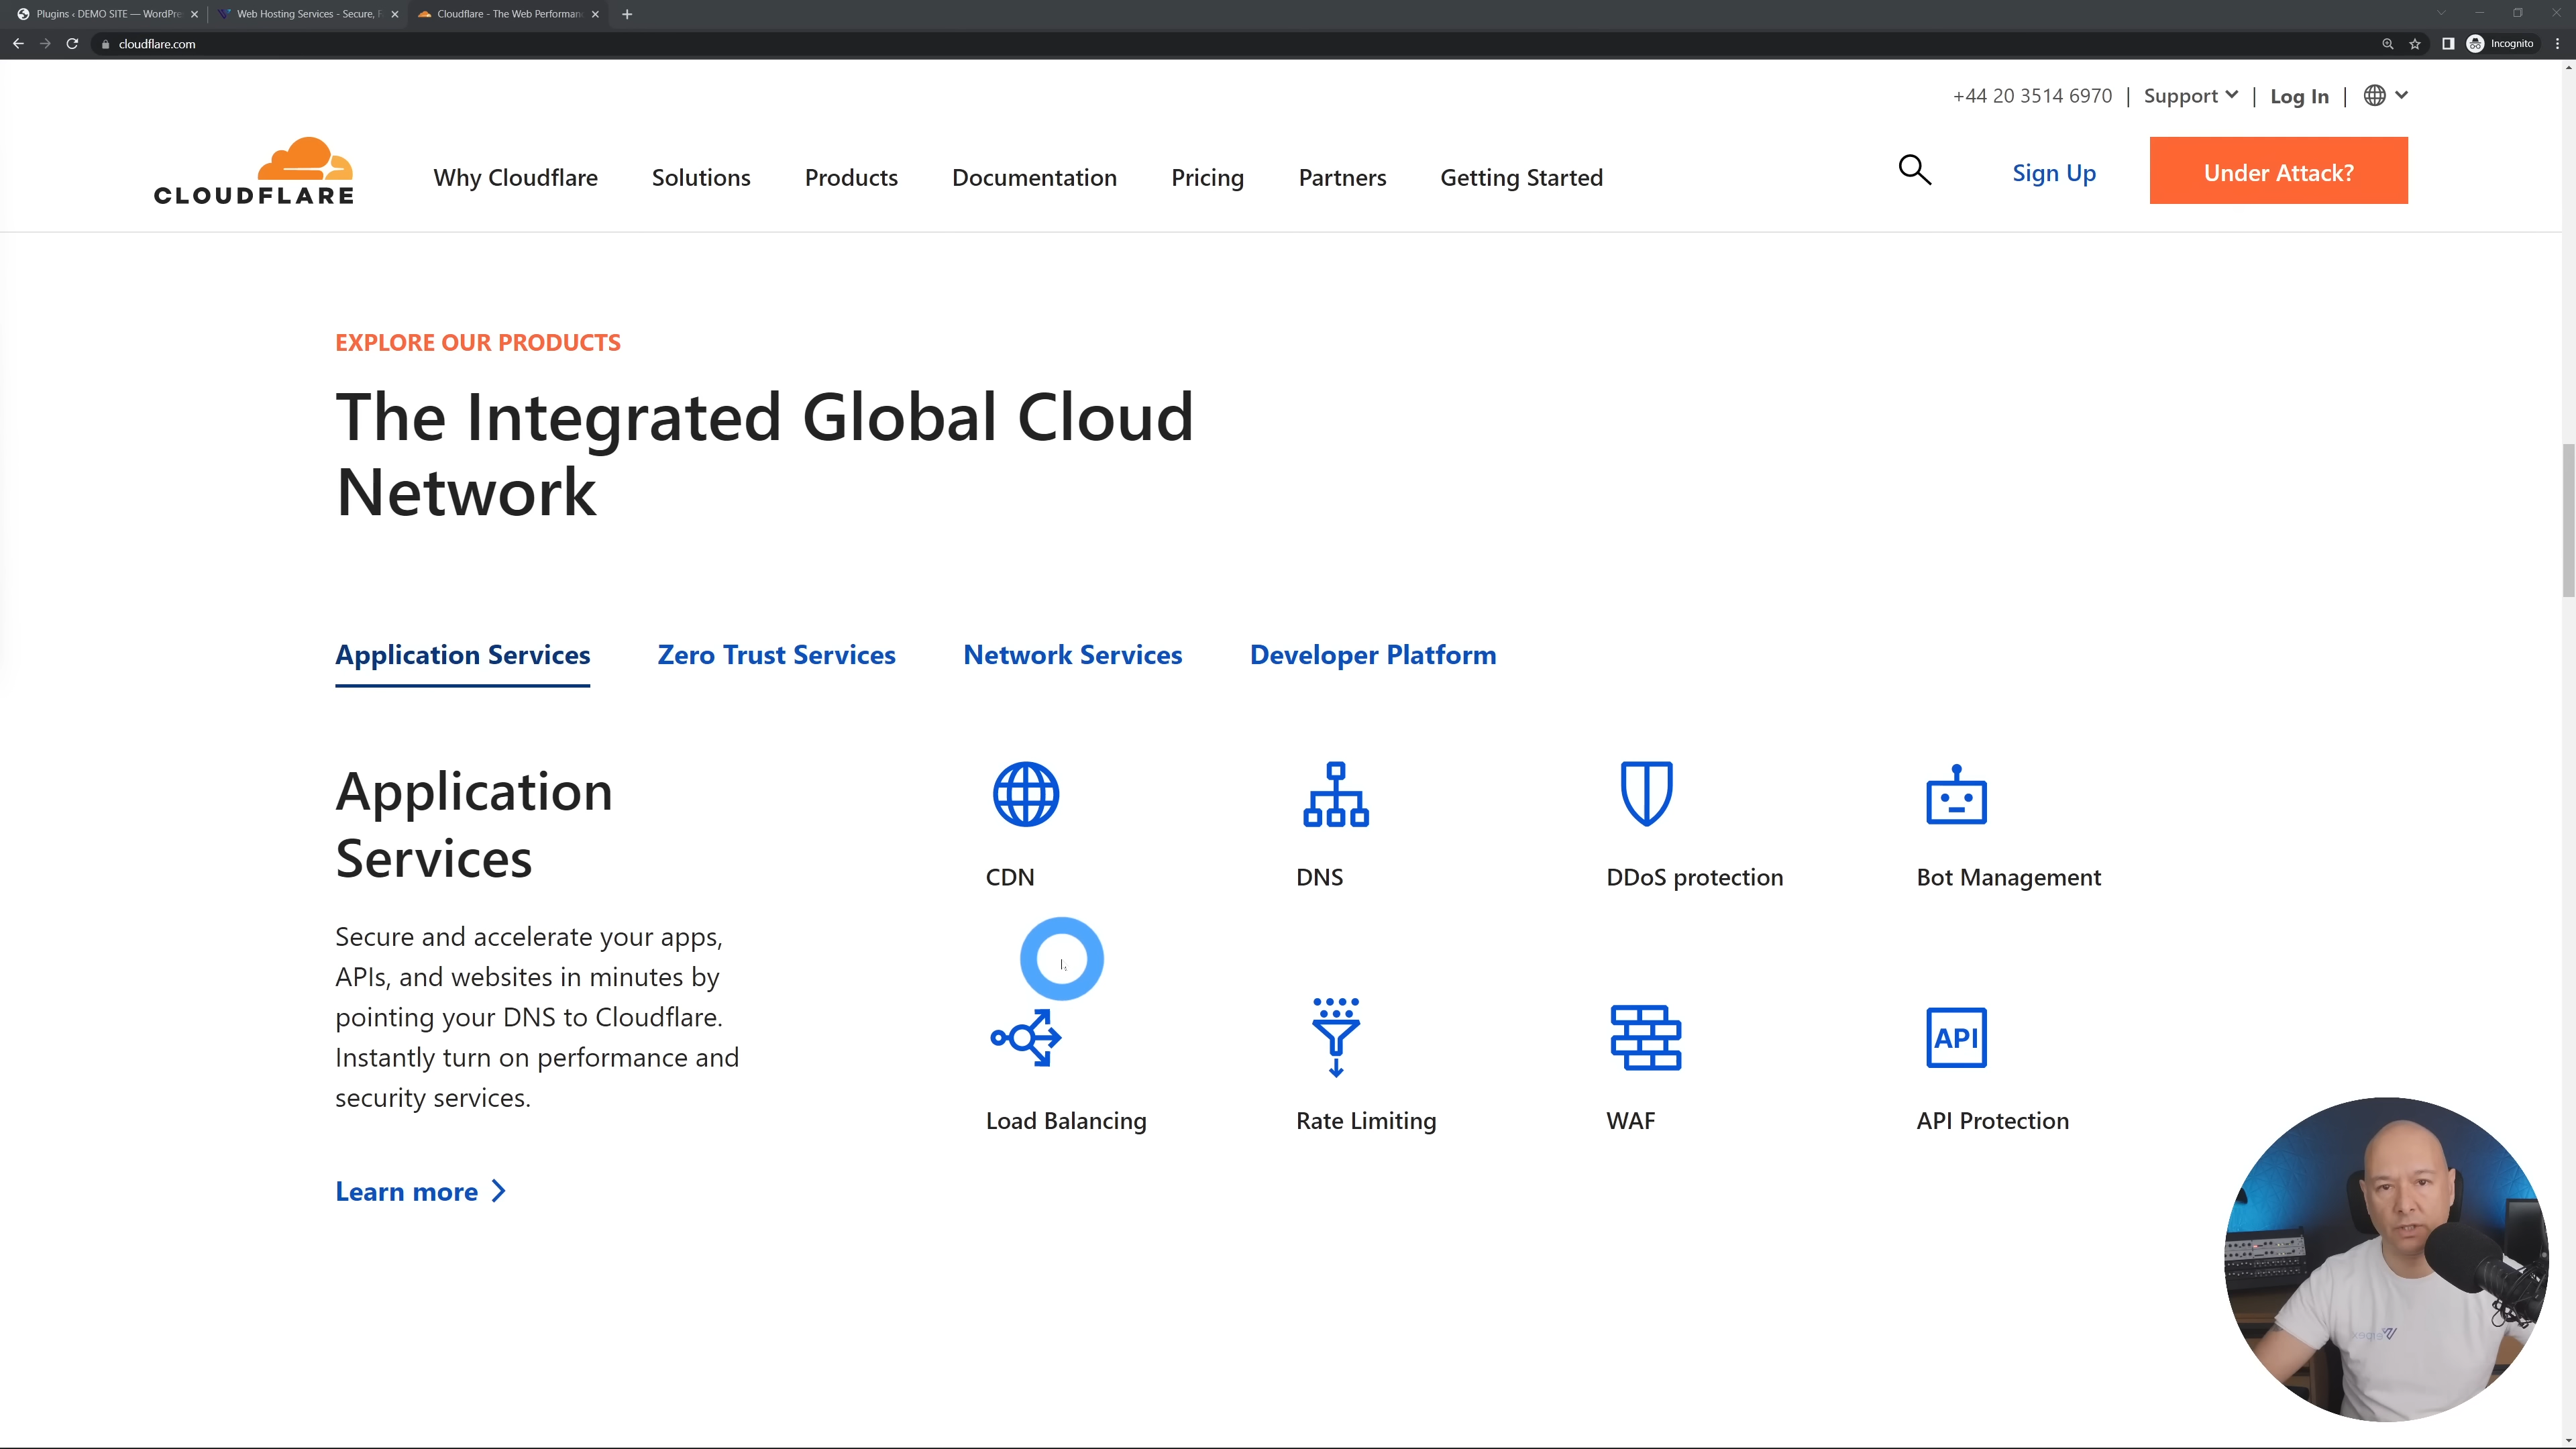 Plugins ‹ DEMO SITE — WordPre
Web Hosting Services - Secure, F
Cloudflare - The Web Performan
cloudflare.com
Incognito
+44 20 3514 6970 | Support | Log In |
CLOUDFLARE
Why Cloudflare
Solutions
Products
Documentation
Pricing
Partners
Getting Started
Sign Up
Under Attack?
EXPLORE OUR PRODUCTS
The Integrated Global Cloud
Network
Application Services
Zero Trust Services
Network Services
Developer Platform
Application
Services
Secure and accelerate your apps,
APIs, and websites in minutes by
pointing your DNS to Cloudflare.
Instantly turn on performance and
security services.
Learn more
CDN
DNS
DDoS protection
Bot Management
API
Load Balancing
Rate Limiting
WAF
API Protection